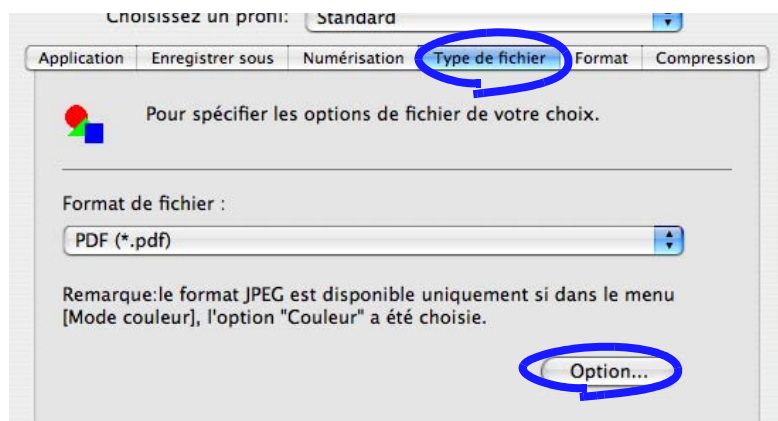 Choisissez un profil: Standard
Application Enregistrer sous Numérisation Type de fichier Format Compression
Pour spécifier les options de fichier de votre choix.
Format de fichier :
PDF (*.pdf)
Remarque:le format JPEG est disponible uniquement si dans le menu
[Mode couleur], l'option "Couleur" a été choisie.
Option...